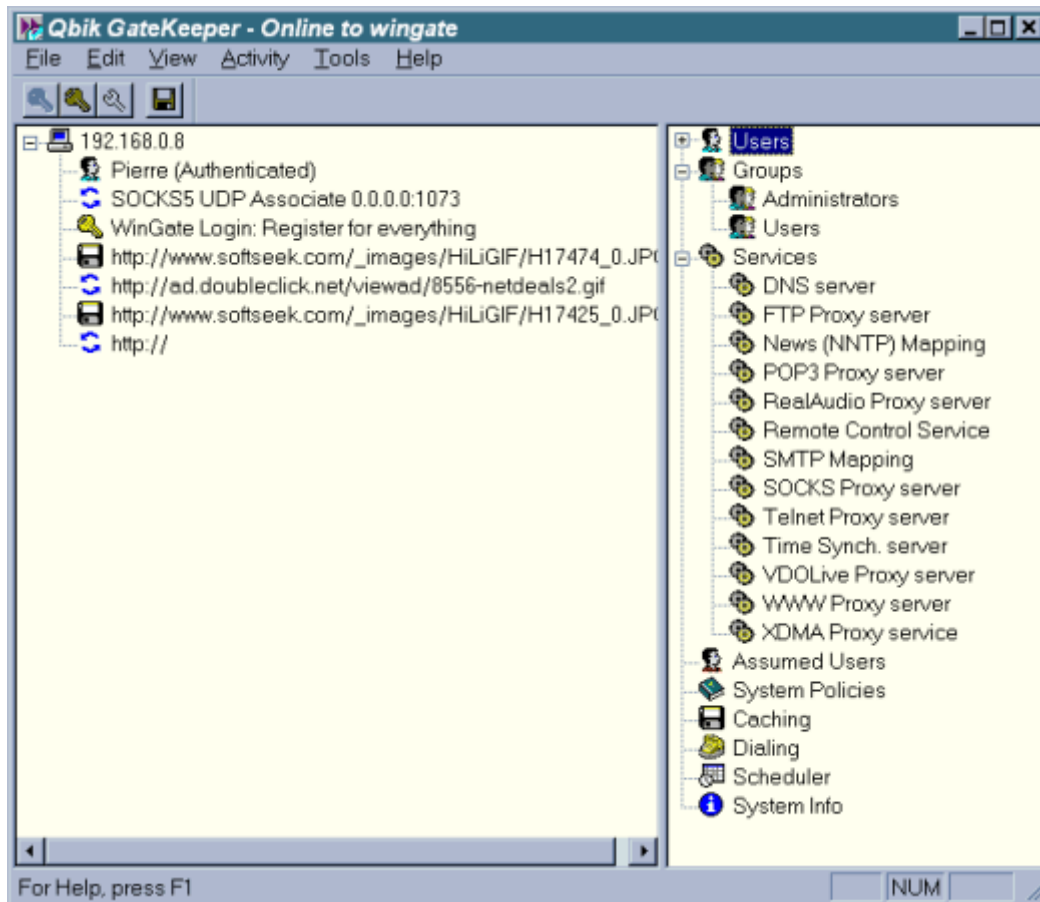 Qbik GateKeeper - Online to wingate
File Edit View Activity Tools Help
192.168.0.8
Pierre (Authenticated)
SOCKS5 UDP Associate 0.0.0.0:1073
WinGate Login: Register for everything
http://www.softseek.com/_images/HiLiGIF/H17474_0.JP
http://ad.doubleclick.net/viewad/8556-netdeals2.gif
http://www.softseek.com/_images/HiLiGIF/H17425_0.JP
http://
Users
Groups
Administrators
Users
Services
DNS server
FTP Proxy server
News (NNTP) Mapping
POP3 Proxy server
RealAudio Proxy server
Remote Control Service
SMTP Mapping
SOCKS Proxy server
Telnet Proxy server
Time Synch. server
VDOLive Proxy server
WWW Proxy server
XDMA Proxy service
Assumed Users
System Policies
Caching
Dialing
Scheduler
System Info
For Help, press F1
NUM